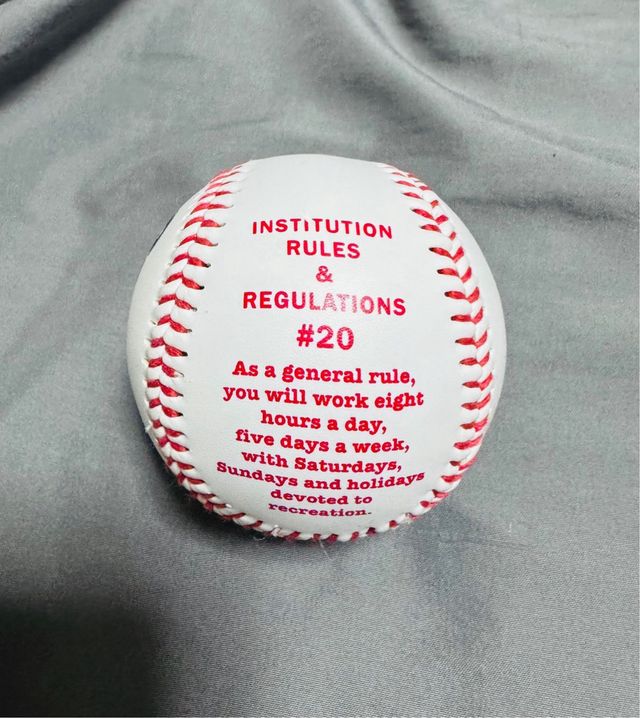 INSTITUTION
RULES
&
REGULATIONS
#20
As a general rule,
you will work eight
hours a day,
five days a week,
with Saturdays,
Sundays and holidays
devoted to
recreation.